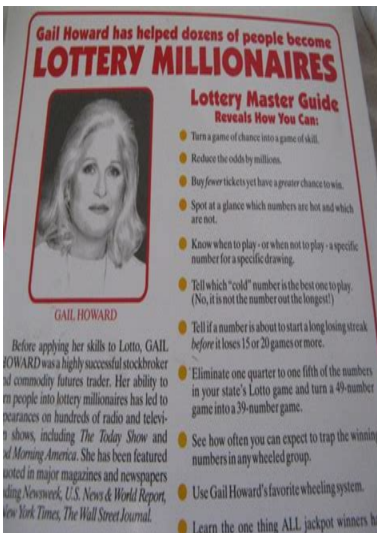 Gail Howard has helped dozens of people become
LOTTERY MILLIONAIRES
Lottery Master Guide
Reveals How You Can:
Turn a game of chance into a game of skill.
Reduce the odds by millions.
Buy fewer tickets yet have a greater chance to win.
Spot at a glance which numbers are hot and which
are not.
Know when to play - or when not to play - a specific
number for a specific drawing.
Tell which "cold" number is the best one to play.
(No, it is not the number out the longest!)
Tell if a number is about to start a long losing streak
before it loses 15 or 20 games or more.
Eliminate one quarter to one fifth of the numbers
in your state's Lotto game and turn a 49-number
game into a 39-number game.
See how often you can expect to trap the winning
numbers in any wheeled group.
Use Gail Howard's favorite wheeling system.
Learn the one thing ALL jackpot winners
GAIL HOWARD
Before applying her skills to Lotto, GAIL
HOWARD was a highly successful stockbroker
nd commodity futures trader. Her ability to
rn people into lottery millionaires has led to
pearances on hundreds of radio and televi-
n shows, including The Today Show and
od Morning America. She has been featured
uoted in major magazines and newspapers
ding Newsweek, U.S. News & World Report,
New York Times, The Wall Street Journal.